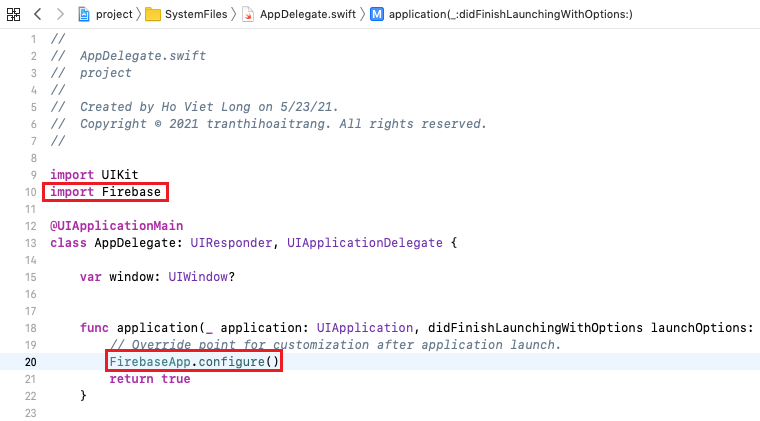 project SystemFiles AppDelegate.swift M application(_:didFinishLaunchingWithOptions:)
1 //
2 // AppDelegate.swift
3 // project
4 //
5 // Created by Ho Viet Long on 5/23/21.
6 // Copyright © 2021 tranthihoaitrang. All rights reserved.
7 //
8
9 import UIKit
10 import Firebase
11
12 @UIApplicationMain
13 class AppDelegate: UIResponder, UIApplicationDelegate {
14
15 var window: UIWindow?
16
17
18 func application(_ application: UIApplication, didFinishLaunchingWithOptions launchOptions:
19 // Override point for customization after application launch.
20 FirebaseApp.configure()
21 return true
22 }
23